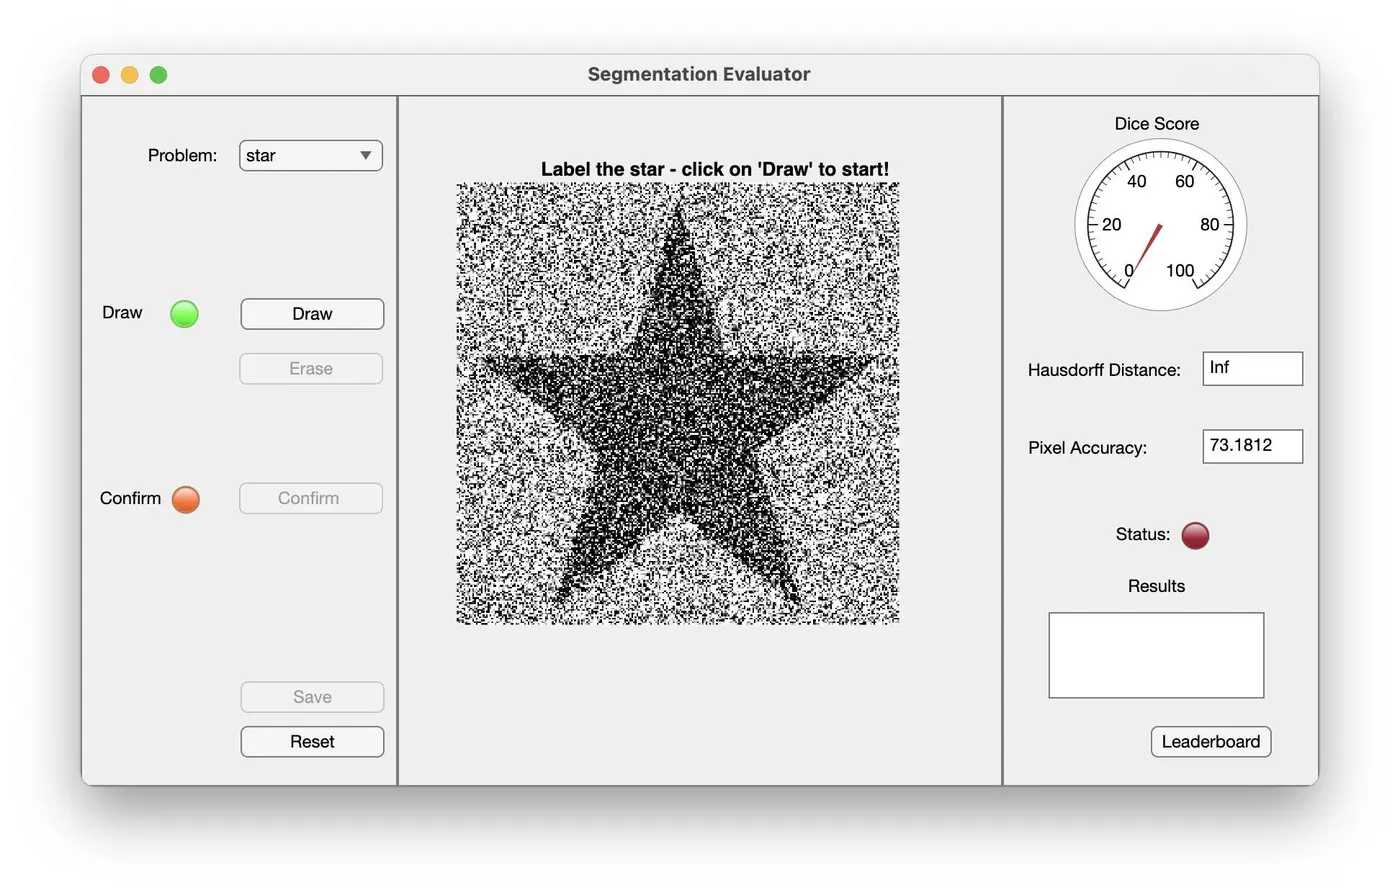 Segmentation Evaluator
Problem:
star
Draw
Draw
Erase
Confirm
Confirm
Save
Reset
Label the star - click on 'Draw' to start!
Dice Score
0
20
40
60
80
100
Hausdorff Distance:
Inf
Pixel Accuracy:
73.1812
Status:
Results
Leaderboard